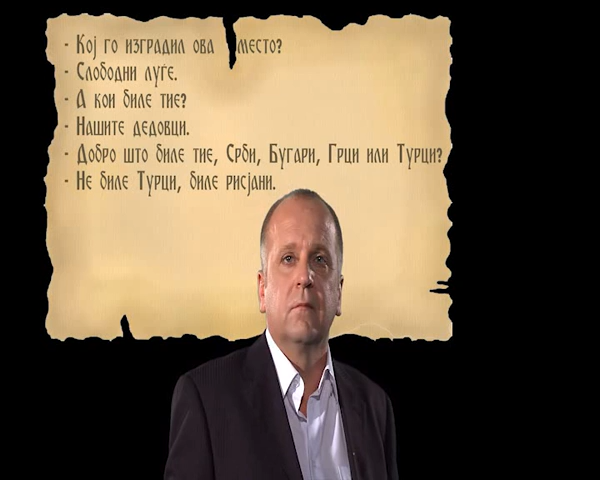 - Кој го изградил ова место?
- Слободни луѓе.
- А кои биле тие?
- Нашите дедовци.
- Добро што биле тие, Срби, Бугари, Грци или Турци?
- Не биле Турци, биле рисјани.